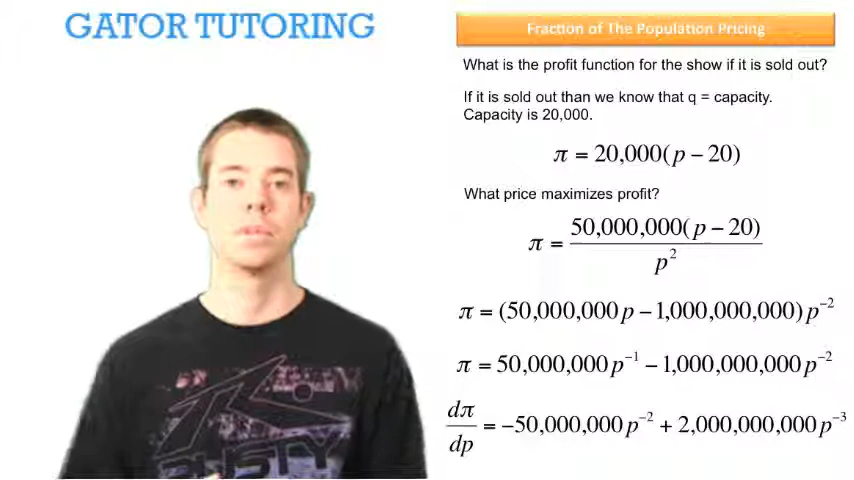 GATOR TUTORING
Fraction of The Population Pricing
What is the profit function for the show if it is sold out?
If it is sold out than we know that q = capacity.
Capacity is 20,000.
π = 20,000(p − 20)
What price maximizes profit?
π = 50,000,000(p − 20) / p²
π = (50,000,000p − 1,000,000,000)p⁻²
π = 50,000,000p⁻¹ − 1,000,000,000p⁻²
dπ/dp = −50,000,000p⁻² + 2,000,000,000p⁻³